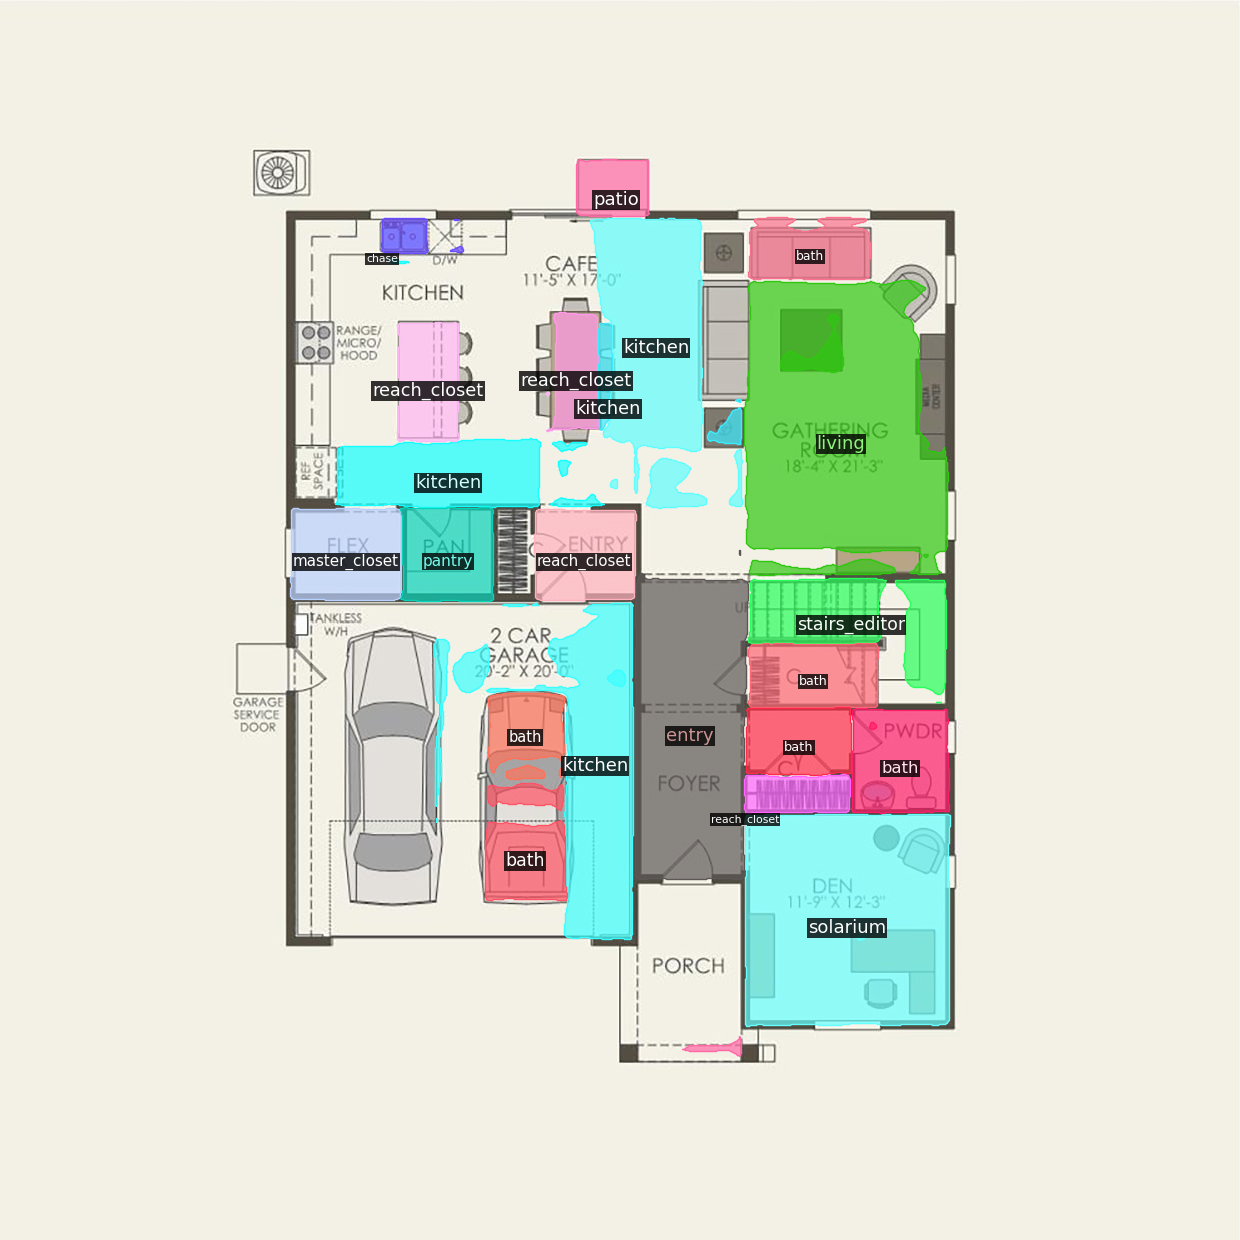 patio
chase
D/W
CAFE
11'-5" X 17'-0"
bath
KITCHEN
RANGE/
MICRO/
HOOD
kitchen
reach_closet
reach_closet
kitchen
MEDIA
CENTER
GATHERING
ROOM
living
18'-4" X 21'-3"
REF
SPACE
kitchen
FLEX
master_closet
PAN
pantry
C
ENTRY
reach_closet
TANKLESS
W/H
2 CAR
GARAGE
20'-2" X 20'-0"
UP
stairs_editor
C
bath
GARAGE
SERVICE
DOOR
bath
kitchen
entry
FOYER
bath
PWDR
bath
reach_closet
bath
DEN
11'-9" X 12'-3"
solarium
PORCH